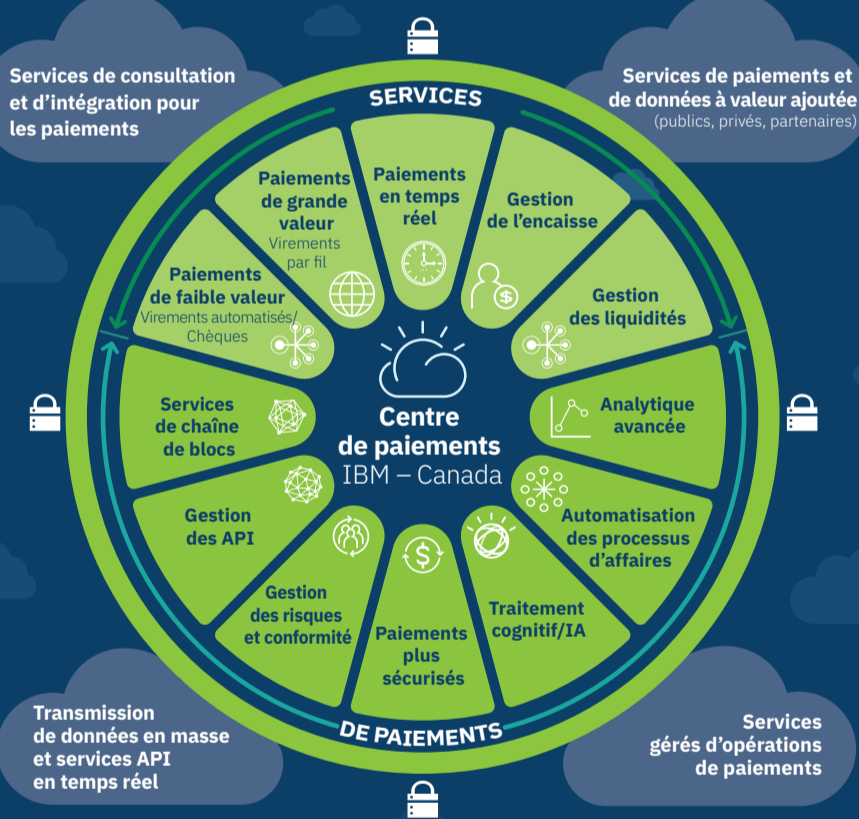 Services de consultation
et d’intégration pour
les paiements
Services de paiements et
de données à valeur ajoutée
(publics, privés, partenaires)
SERVICES
Paiements
de faible valeur
Virements automatisés/
Chèques
Paiements
de grande
valeur
Virements
par fil
Paiements
en temps
réel
Gestion
de l’encaisse
Gestion
des liquidités
Centre
de paiements
IBM – Canada
Analytique
avancée
Automatisation
des processus
d’affaires
Traitement
cognitif/IA
Paiements
plus
sécurisés
Gestion
des risques
et conformité
Gestion
des API
Services
de chaîne
de blocs
DE PAIEMENTS
Transmission
de données en masse
et services API
en temps réel
Services
gérés d’opérations
de paiements